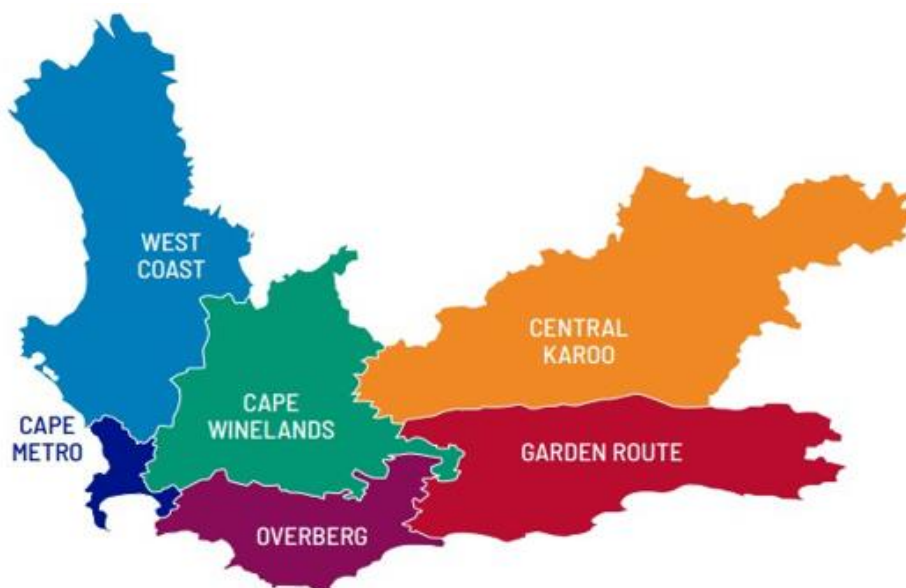 WEST
COAST
CENTRAL
KAROO
CAPE
WINELANDS
CAPE
METRO
GARDEN ROUTE
OVERBERG